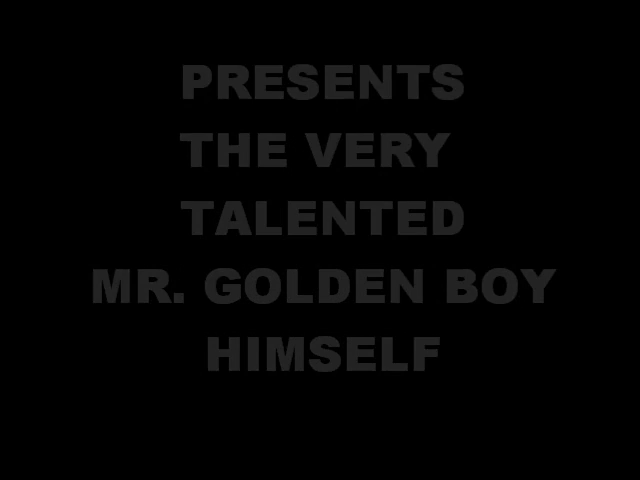 PRESENTS
THE VERY
TALENTED
MR. GOLDEN BOY
HIMSELF